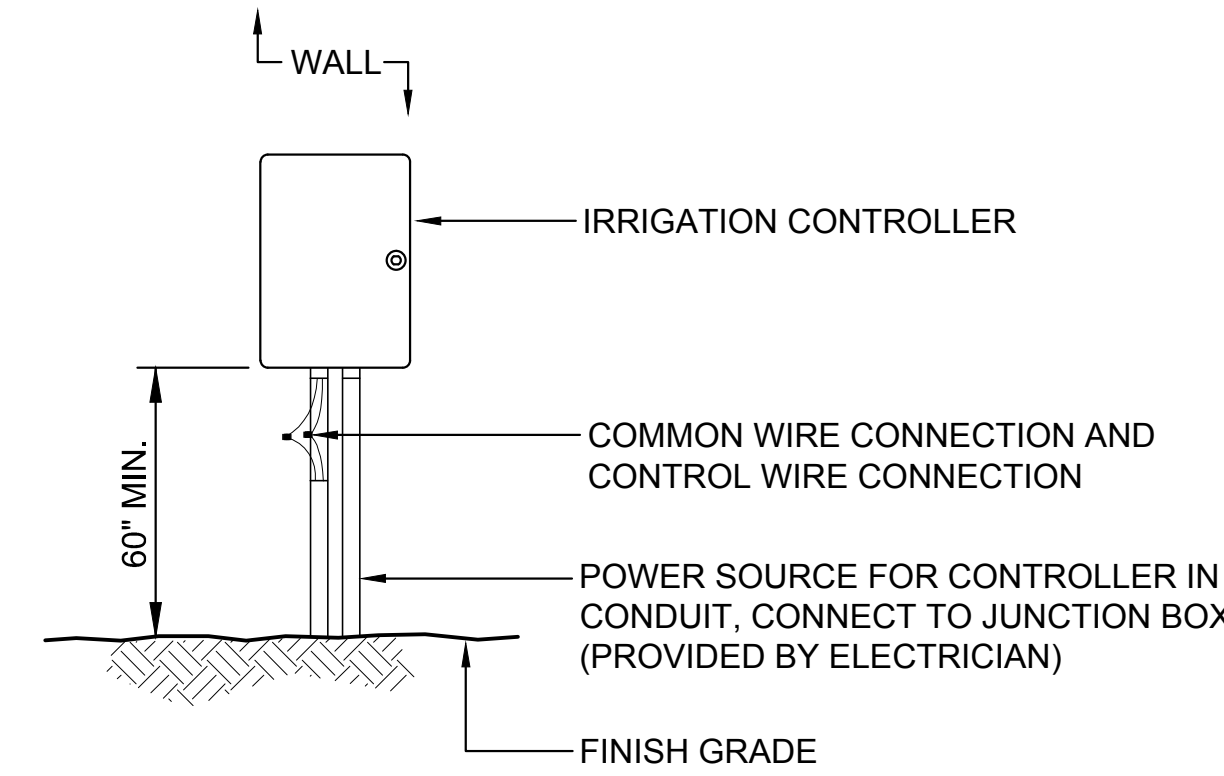 WALL
IRRIGATION CONTROLLER
60" MIN.
COMMON WIRE CONNECTION AND
CONTROL WIRE CONNECTION
POWER SOURCE FOR CONTROLLER IN
CONDUIT, CONNECT TO JUNCTION BOX
(PROVIDED BY ELECTRICIAN)
FINISH GRADE